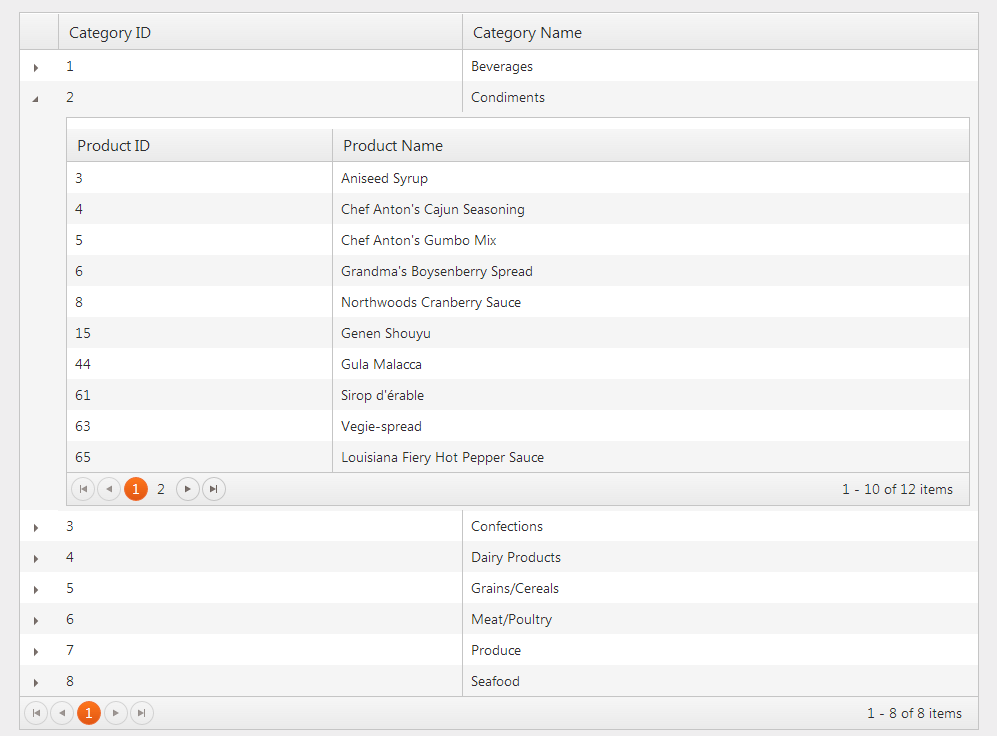 Category ID Category Name
1 Beverages
2 Condiments
Product ID Product Name
3 Aniseed Syrup
4 Chef Anton's Cajun Seasoning
5 Chef Anton's Gumbo Mix
6 Grandma's Boysenberry Spread
8 Northwoods Cranberry Sauce
15 Genen Shouyu
44 Gula Malacca
61 Sirop d'érable
63 Vegie-spread
65 Louisiana Fiery Hot Pepper Sauce
1 2 1 - 10 of 12 items
3 Confections
4 Dairy Products
5 Grains/Cereals
6 Meat/Poultry
7 Produce
8 Seafood
1 1 - 8 of 8 items